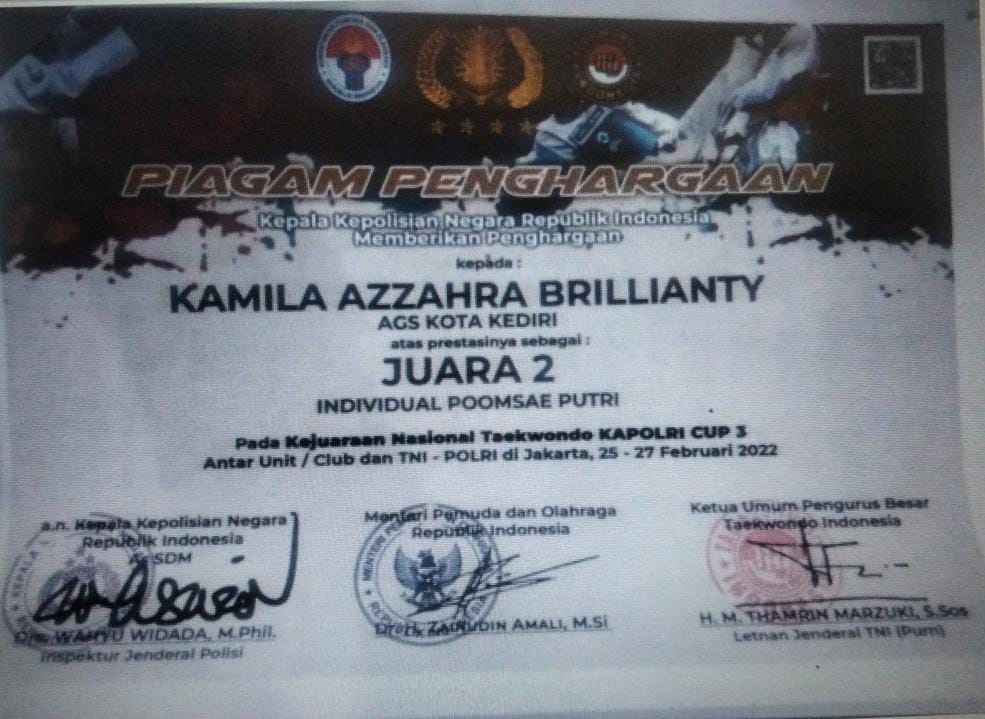 PIAGAM PENGHARGAAN
Kepala Kepolisian Negara Republik Indonesia
Memberikan Penghargaan
kepada :
KAMILA AZZAHRA BRILLIANTY
AGS KOTA KEDIRI
atas prestasinya sebagai :
JUARA 2
INDIVIDUAL POOMSAE PUTRI
Pada Kejuaraan Nasional Taekwondo KAPOLRI CUP 3
Antar Unit / Club dan TNI - POLRI di Jakarta, 25 - 27 Februari 2022
a.n. Kepala Kepolisian Negara
Republik Indonesia
As SDM
Drs. WAHYU WIDADA, M.Phil.
Inspektur Jenderal Polisi
Menteri Pemuda dan Olahraga
Republik Indonesia
ZAINUDIN AMALI, M.Si
Ketua Umum Pengurus Besar
Taekwondo Indonesia
H. M. THAMRIN MARZUKI, S.Sos
Letnan Jenderal TNI (Purn)